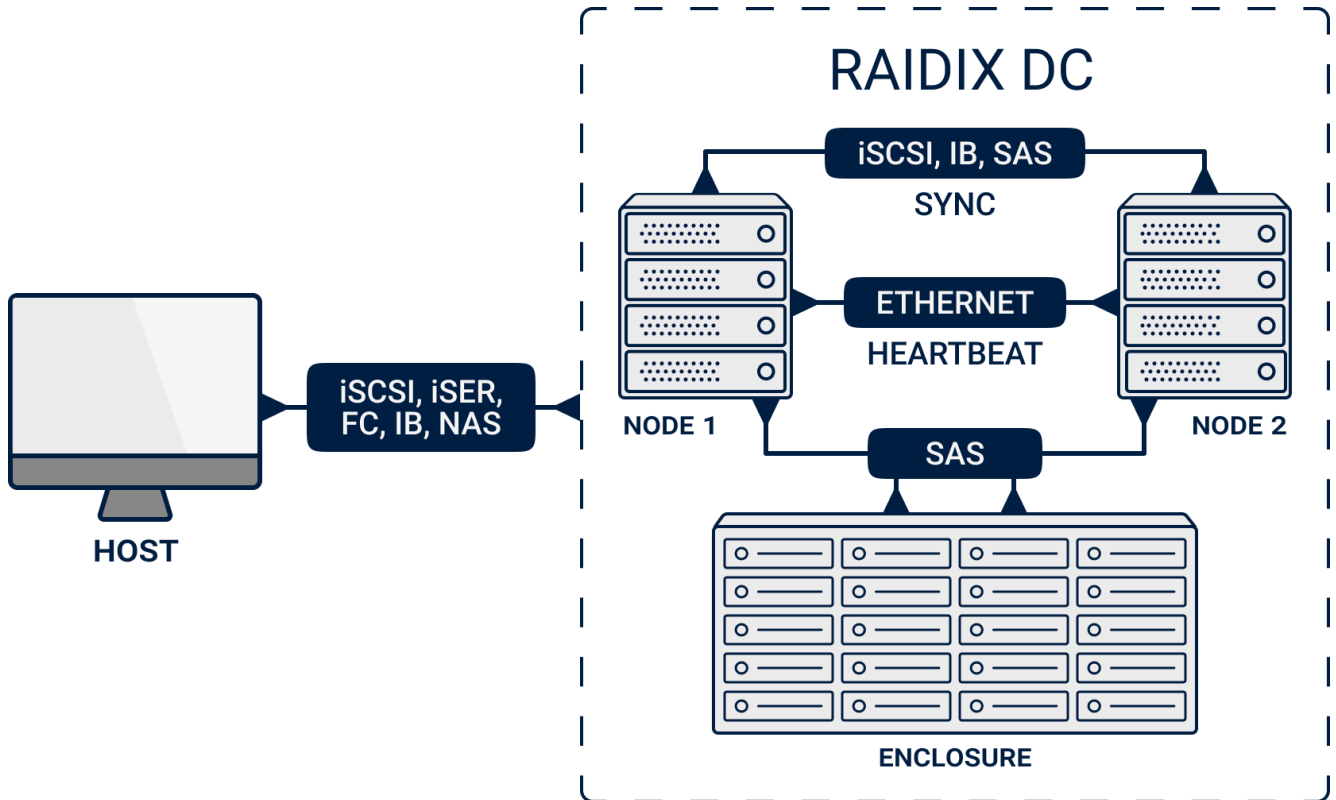 RAIDIX DC
iSCSI, IB, SAS
SYNC
ETHERNET
HEARTBEAT
iSCSI, iSER,
FC, IB, NAS
NODE 1
NODE 2
SAS
HOST
ENCLOSURE